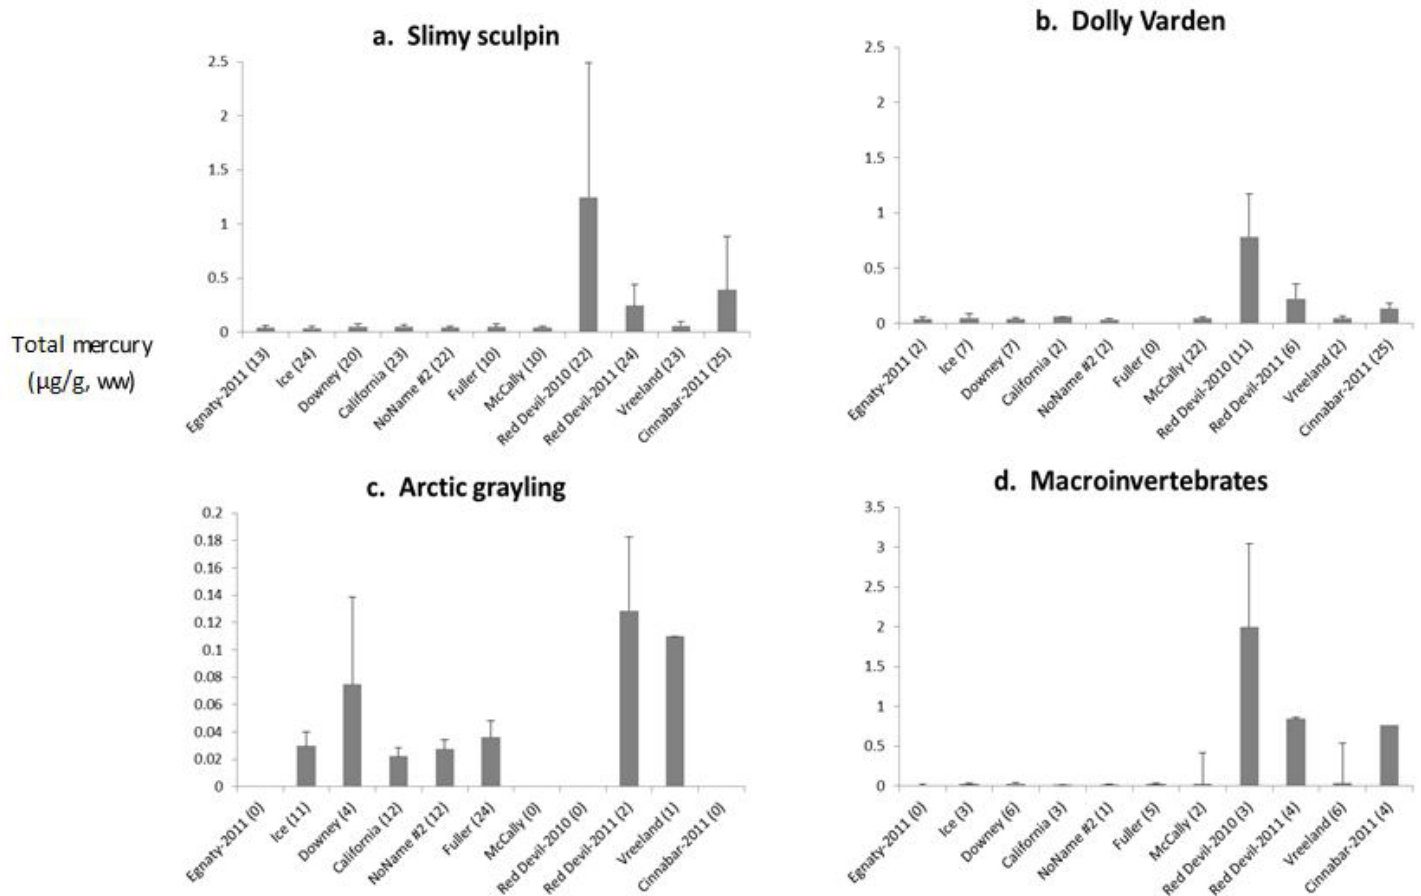 a. Slimy sculpin
2.5
2
1.5
1
0.5
0
Egnaty-2011 (13)
Ice (24)
Downey (20)
California (23)
NoName #2 (22)
Fuller (10)
McCally (10)
Red Devil-2010 (22)
Red Devil-2011 (24)
Vreeland (23)
Cinnabar-2011 (25)
b. Dolly Varden
2.5
2
1.5
1
0.5
0
Egnaty-2011 (2)
Ice (7)
Downey (7)
California (2)
NoName #2 (2)
Fuller (0)
McCally (22)
Red Devil-2010 (11)
Red Devil-2011 (6)
Vreeland (2)
Cinnabar-2011 (25)
Total mercury
(µg/g, ww)
c. Arctic grayling
0.2
0.18
0.16
0.14
0.12
0.1
0.08
0.06
0.04
0.02
0
Egnaty-2011 (0)
Ice (11)
Downey (4)
California (12)
NoName #2 (12)
Fuller (24)
McCally (0)
Red Devil-2010 (0)
Red Devil-2011 (2)
Vreeland (1)
Cinnabar-2011 (0)
d. Macroinvertebrates
3.5
3
2.5
2
1.5
1
0.5
0
Egnaty-2011 (0)
Ice (3)
Downey (6)
California (3)
NoName #2 (1)
Fuller (5)
McCally (2)
Red Devil-2010 (3)
Red Devil-2011 (4)
Vreeland (6)
Cinnabar-2011 (4)